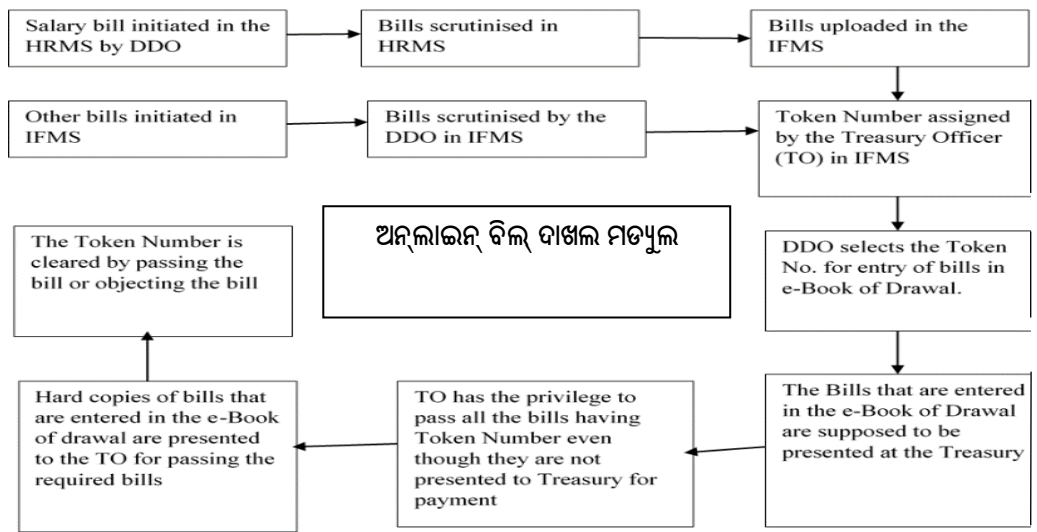 Salary bill initiated in the
HRMS by DDO
Bills scrutinised in
HRMS
Bills uploaded in the
IFMS
Other bills initiated in
IFMS
Bills scrutinised by the
DDO in IFMS
Token Number assigned
by the Treasury Officer
(TO) in IFMS
ଅନ୍‌ଲାଇନ୍ ବିଲ୍ ଦାଖଲ ମଡ୍ୟୁଲ
DDO selects the Token
No. for entry of bills in
e-Book of Drawal.
The Bills that are entered
in the e-Book of Drawal
are supposed to be
presented at the Treasury
TO has the privilege to
pass all the bills having
Token Number even
though they are not
presented to Treasury for
payment
Hard copies of bills that
are entered in the e-Book
of drawal are presented
to the TO for passing the
required bills
The Token Number is
cleared by passing the
bill or objecting the bill